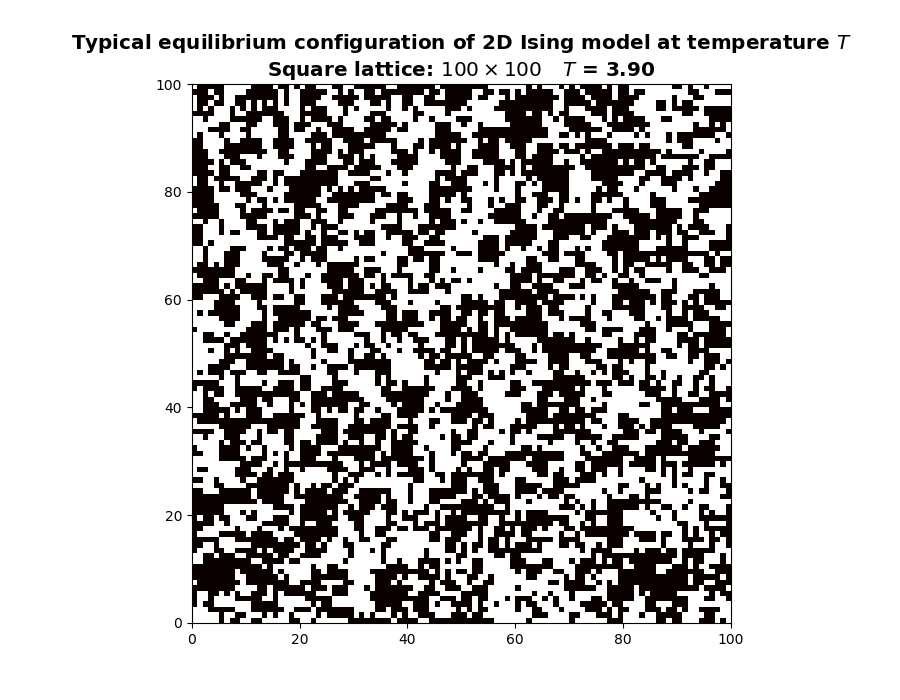 Typical equilibrium configuration of 2D Ising model at temperature T
Square lattice: 100 × 100 T = 3.90
100
80
60
40
20
0
0 20 40 60 80 100